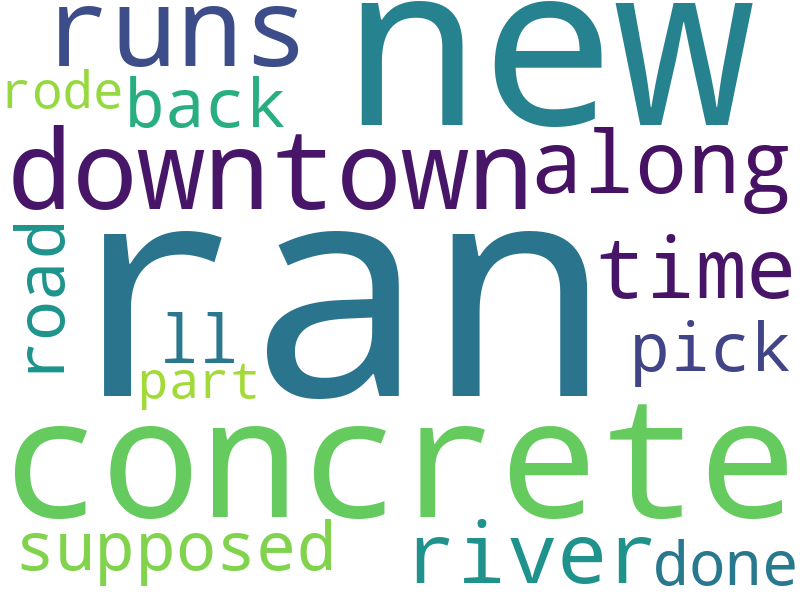 runs new
rode back
downtown along
road ran time
ll pick
part
concrete
supposed river done